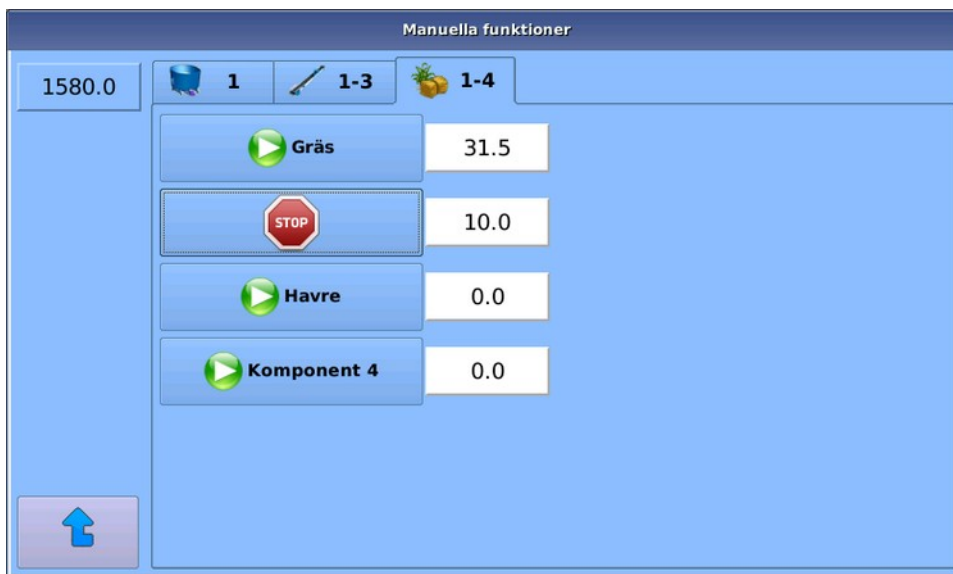 Manuella funktioner
1580.0
1
1-3
1-4
Gräs
31.5
STOP
10.0
Havre
0.0
Komponent 4
0.0